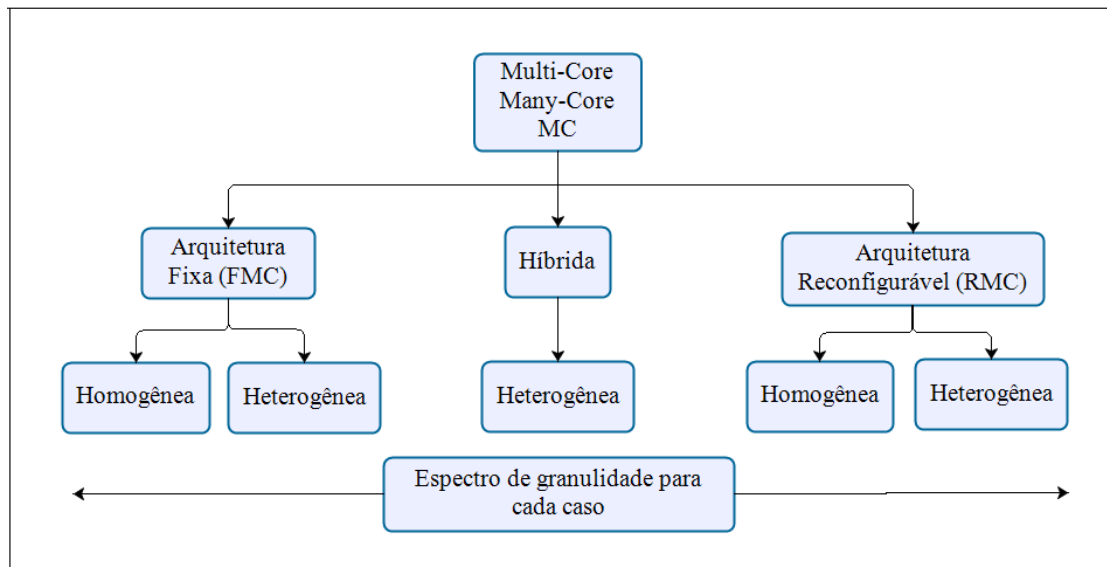 Multi-Core
Many-Core
MC
Arquitetura
Fixa (FMC)
Híbrida
Arquitetura
Reconfigurável (RMC)
Homogênea
Heterogênea
Heterogênea
Homogênea
Heterogênea
Espectro de granulidade para
cada caso